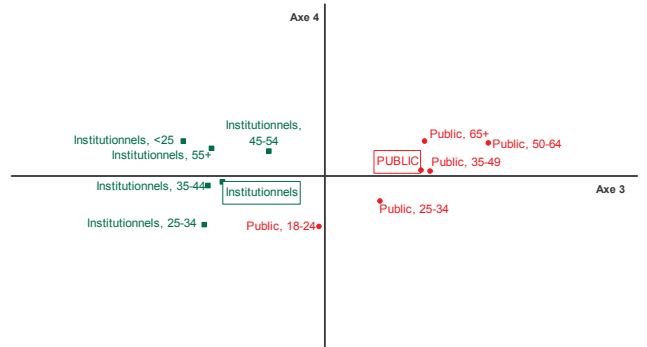 Axe 4
Institutionnels,
45-54
Institutionnels, <25
Institutionnels, 55+
Public, 65+
Public, 50-64
PUBLIC
Public, 35-49
Axe 3
Institutionnels, 35-44
Institutionnels
Public, 25-34
Institutionnels, 25-34
Public, 18-24